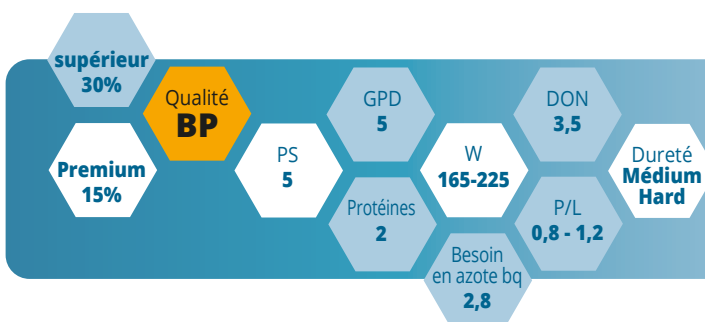 supérieur
30%
Premium
15%
Qualité
BP
PS
5
GPD
5
Protéines
2
W
165-225
Besoin
en azote bq
2,8
DON
3,5
P/L
0,8 - 1,2
Dureté
Médium
Hard